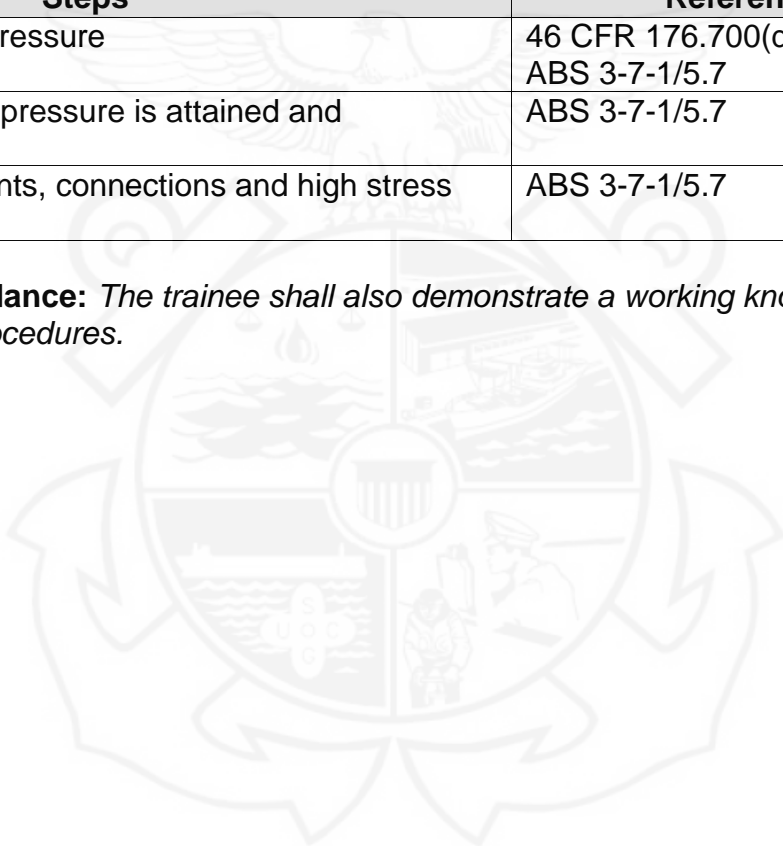 Steps Referen
ressure 46 CFR 176.700(c
ABS 3-7-1/5.7
pressure is attained and ABS 3-7-1/5.7
nts, connections and high stress ABS 3-7-1/5.7
lance: The trainee shall also demonstrate a working kno
ocedures.
S
U O C
G